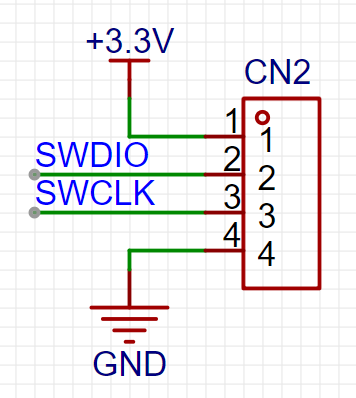 +3.3V
CN2
1 1
SWDIO 2 2
SWCLK 3 3
4 4
GND